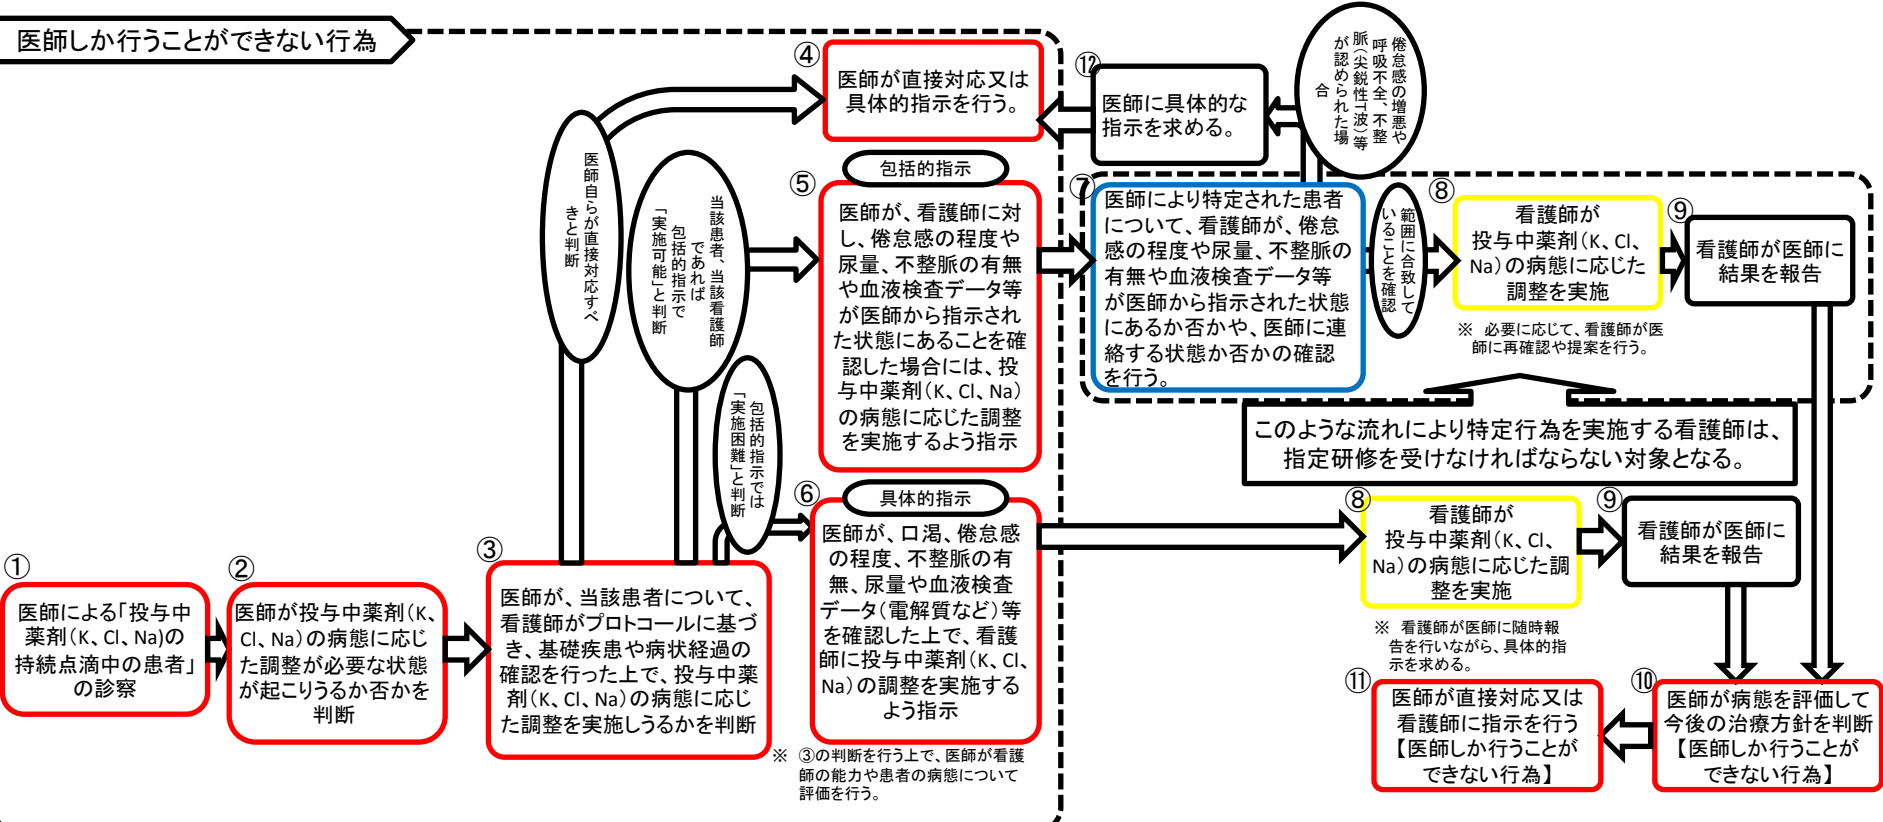 医師しか行うことができない行為
①
医師による「投与中
薬剤(K、Cl、Na)の
持続点滴中の患者」
の診察
②
医師が投与中薬剤(K、
Cl、Na)の病態に応じ
た調整が必要な状態
が起こりうるか否かを
判断
③
医師が、当該患者について、
看護師がプロトコールに基づ
き、基礎疾患や病状経過の
確認を行った上で、投与中薬
剤(K、Cl、Na)の病態に応じ
た調整を実施しうるかを判断
医師自らが直接対応すべ
きと判断
当該患者、当該看護師
であれば
包括的指示で
「実施可能」と判断
包括的指示では
「実施困難」と判断
④
医師が直接対応又は
具体的指示を行う。
⑤
包括的指示
医師が、看護師に対
し、倦怠感の程度や
尿量、不整脈の有無
や血液検査データ等
が医師から指示され
た状態にあることを確
認した場合には、投
与中薬剤(K、Cl、Na)
の病態に応じた調整
を実施するよう指示
⑥
具体的指示
医師が、口渇、倦怠感
の程度、不整脈の有
無、尿量や血液検査
データ(電解質など)等
を確認した上で、看護
師に投与中薬剤(K、Cl、
Na)の調整を実施する
よう指示
※ ③の判断を行う上で、医師が看護
師の能力や患者の病態について
評価を行う。
⑫
医師に具体的な
指示を求める。
倦怠感の増悪や
呼吸不全、不整
脈(尖鋭性T波)等
が認められた場
合
⑦
医師により特定された患者
について、看護師が、倦怠
感の程度や尿量、不整脈の
有無や血液検査データ等
が医師から指示された状態
にあるか否かや、医師に連
絡する状態か否かの確認
を行う。
範囲に合致して
いることを確認
⑧
看護師が
投与中薬剤(K、Cl、
Na)の病態に応じた
調整を実施
※ 必要に応じて、看護師が医
師に再確認や提案を行う。
⑨
看護師が医師に
結果を報告
このような流れにより特定行為を実施する看護師は、
指定研修を受けなければならない対象となる。
⑧
看護師が
投与中薬剤(K、Cl、
Na)の病態に応じた調
整を実施
※ 看護師が医師に随時報
告を行いながら、具体的指
示を求める。
⑨
看護師が医師に
結果を報告
⑩
医師が病態を評価して
今後の治療方針を判断
【医師しか行うことが
できない行為】
⑪
医師が直接対応又は
看護師に指示を行う
【医師しか行うことが
できない行為】